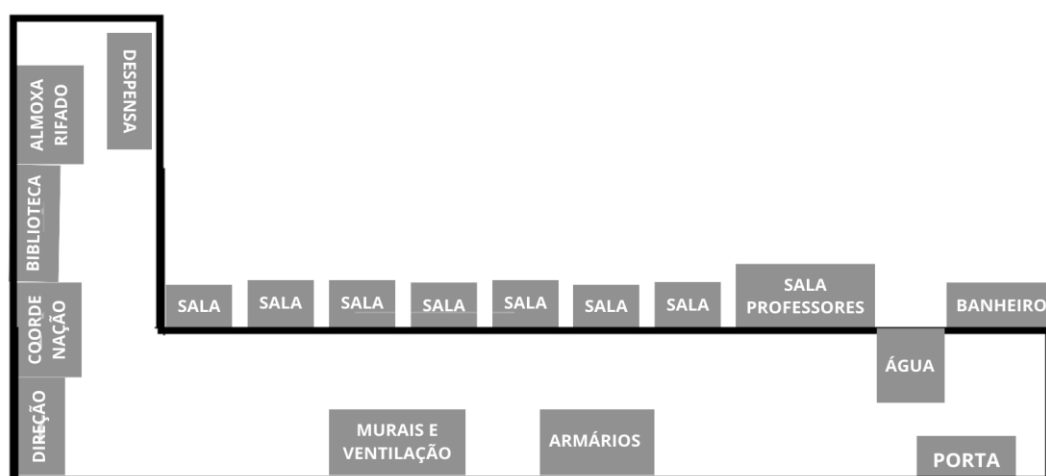 DESPENSA
ALMOXA
RIFADO
BIBLIOTECA
COORDE
NAÇÃO
DIREÇÃO
SALA
SALA
SALA
SALA
SALA
SALA
SALA
SALA
PROFESSORES
BANHEIRO
ÁGUA
MURAIS E
VENTILAÇÃO
ARMÁRIOS
PORTA